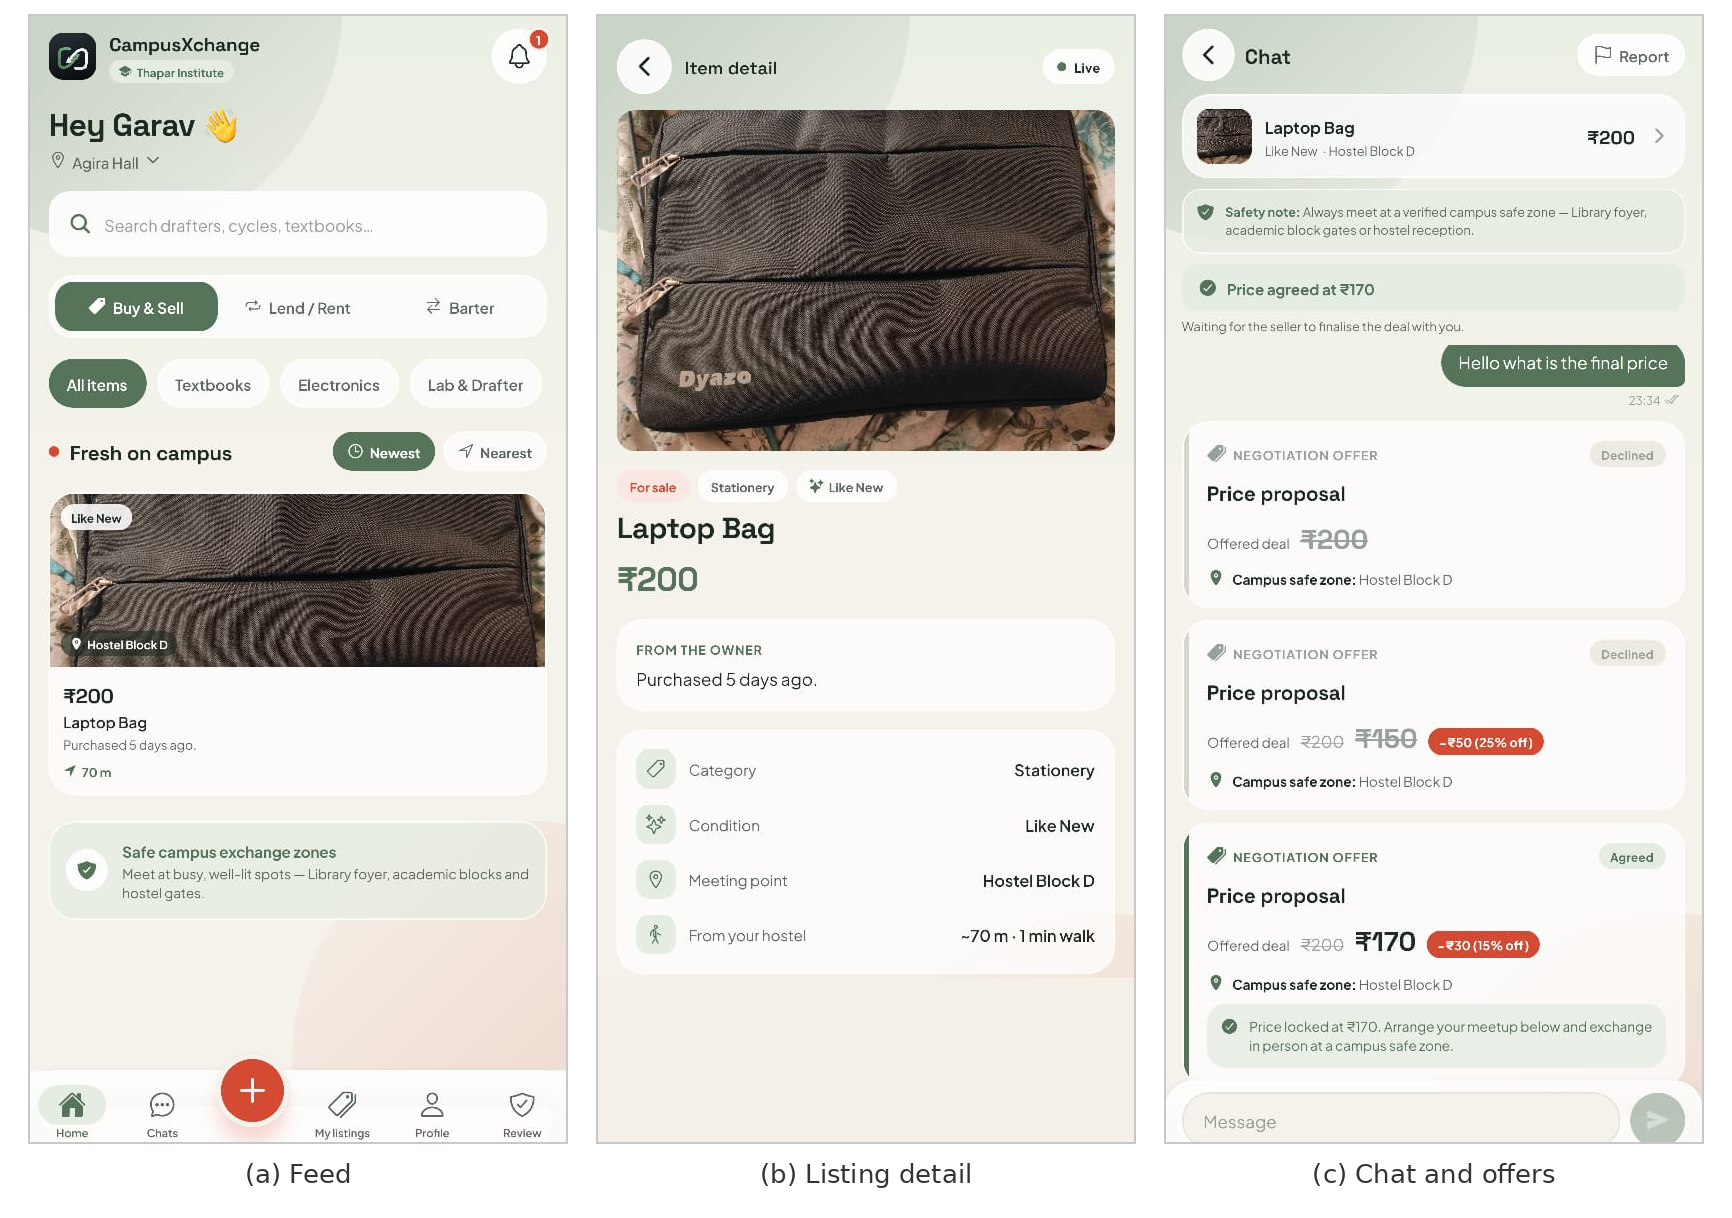 CampusXchange
Thapar Institute
1
Hey Garav 👋
Agira Hall
Search drafters, cycles, textbooks...
Buy & Sell
Lend / Rent
Barter
All items
Textbooks
Electronics
Lab & Drafter
Fresh on campus
Newest
Nearest
Like New
Hostel Block D
₹200
Laptop Bag
Purchased 5 days ago.
70 m
Safe campus exchange zones
Meet at busy, well-lit spots — Library foyer, academic blocks and
hostel gates.
Home
Chats
My listings
Profile
Review
(a) Feed
Item detail
Live
Dyazo
For sale
Stationery
Like New
Laptop Bag
₹200
FROM THE OWNER
Purchased 5 days ago.
Category
Stationery
Condition
Like New
Meeting point
Hostel Block D
From your hostel
~70 m · 1 min walk
(b) Listing detail
Chat
Report
Laptop Bag
Like New · Hostel Block D
₹200
Safety note: Always meet at a verified campus safe zone — Library foyer,
academic block gates or hostel reception.
Price agreed at ₹170
Waiting for the seller to finalise the deal with you.
Hello what is the final price
23:34
NEGOTIATION OFFER
Declined
Price proposal
Offered deal ₹200
Campus safe zone: Hostel Block D
NEGOTIATION OFFER
Declined
Price proposal
Offered deal ₹200 ₹150 -₹50 (25% off)
Campus safe zone: Hostel Block D
NEGOTIATION OFFER
Agreed
Price proposal
Offered deal ₹200 ₹170 -₹30 (15% off)
Campus safe zone: Hostel Block D
Price locked at ₹170. Arrange your meetup below and exchange
in person at a campus safe zone.
Message
(c) Chat and offers